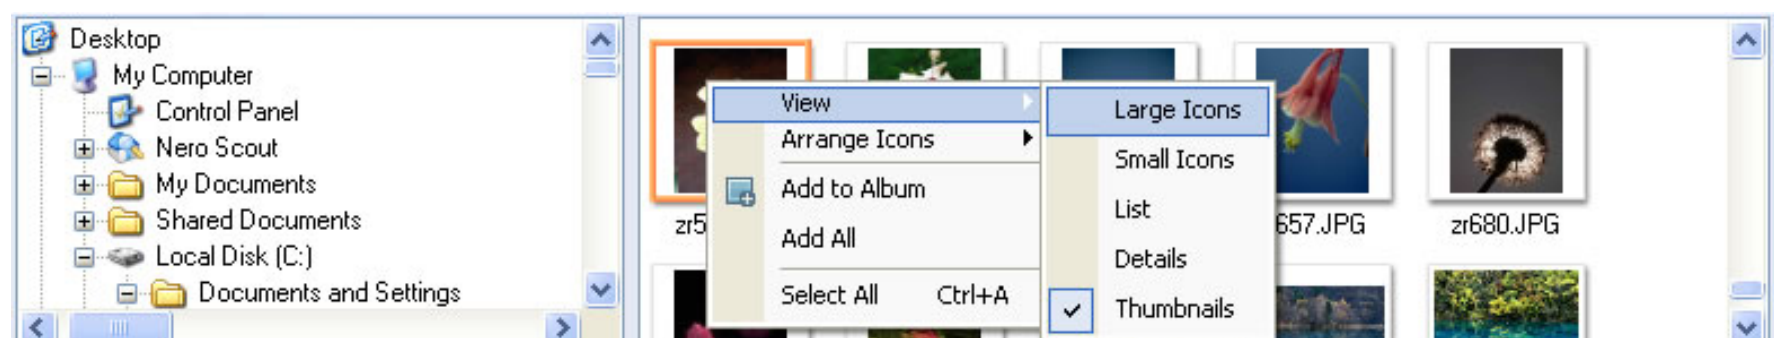 Desktop
My Computer
Control Panel
Nero Scout
My Documents
Shared Documents
Local Disk (C:)
Documents and Settings
View
Arrange Icons
Add to Album
Add All
Select All Ctrl+A
Large Icons
Small Icons
List
Details
Thumbnails
zr5
657.JPG
zr680.JPG